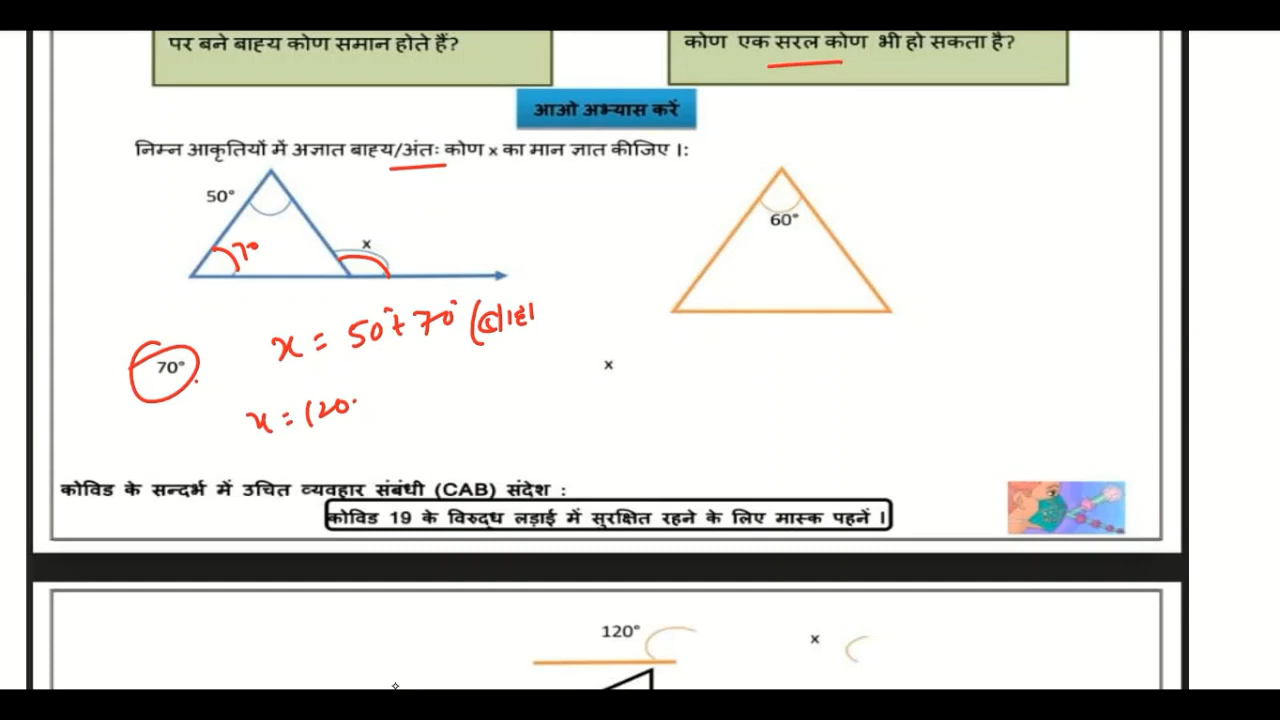 पर बने बाह्य कोण समान होते हैं?
कोण एक सरल कोण भी हो सकता है?
आओ अभ्यास करें
निम्न आकृतियों में अज्ञात बाह्य/अंतः कोण x का मान ज्ञात कीजिए ।:
50°
70
x
60°
x = 50° + 70°
70°
x
x = 120°
कोविड के सन्दर्भ में उचित व्यवहार संबंधी (CAB) संदेश :
कोविड 19 के विरुद्ध लड़ाई में सुरक्षित रहने के लिए मास्क पहनें ।
120°
x